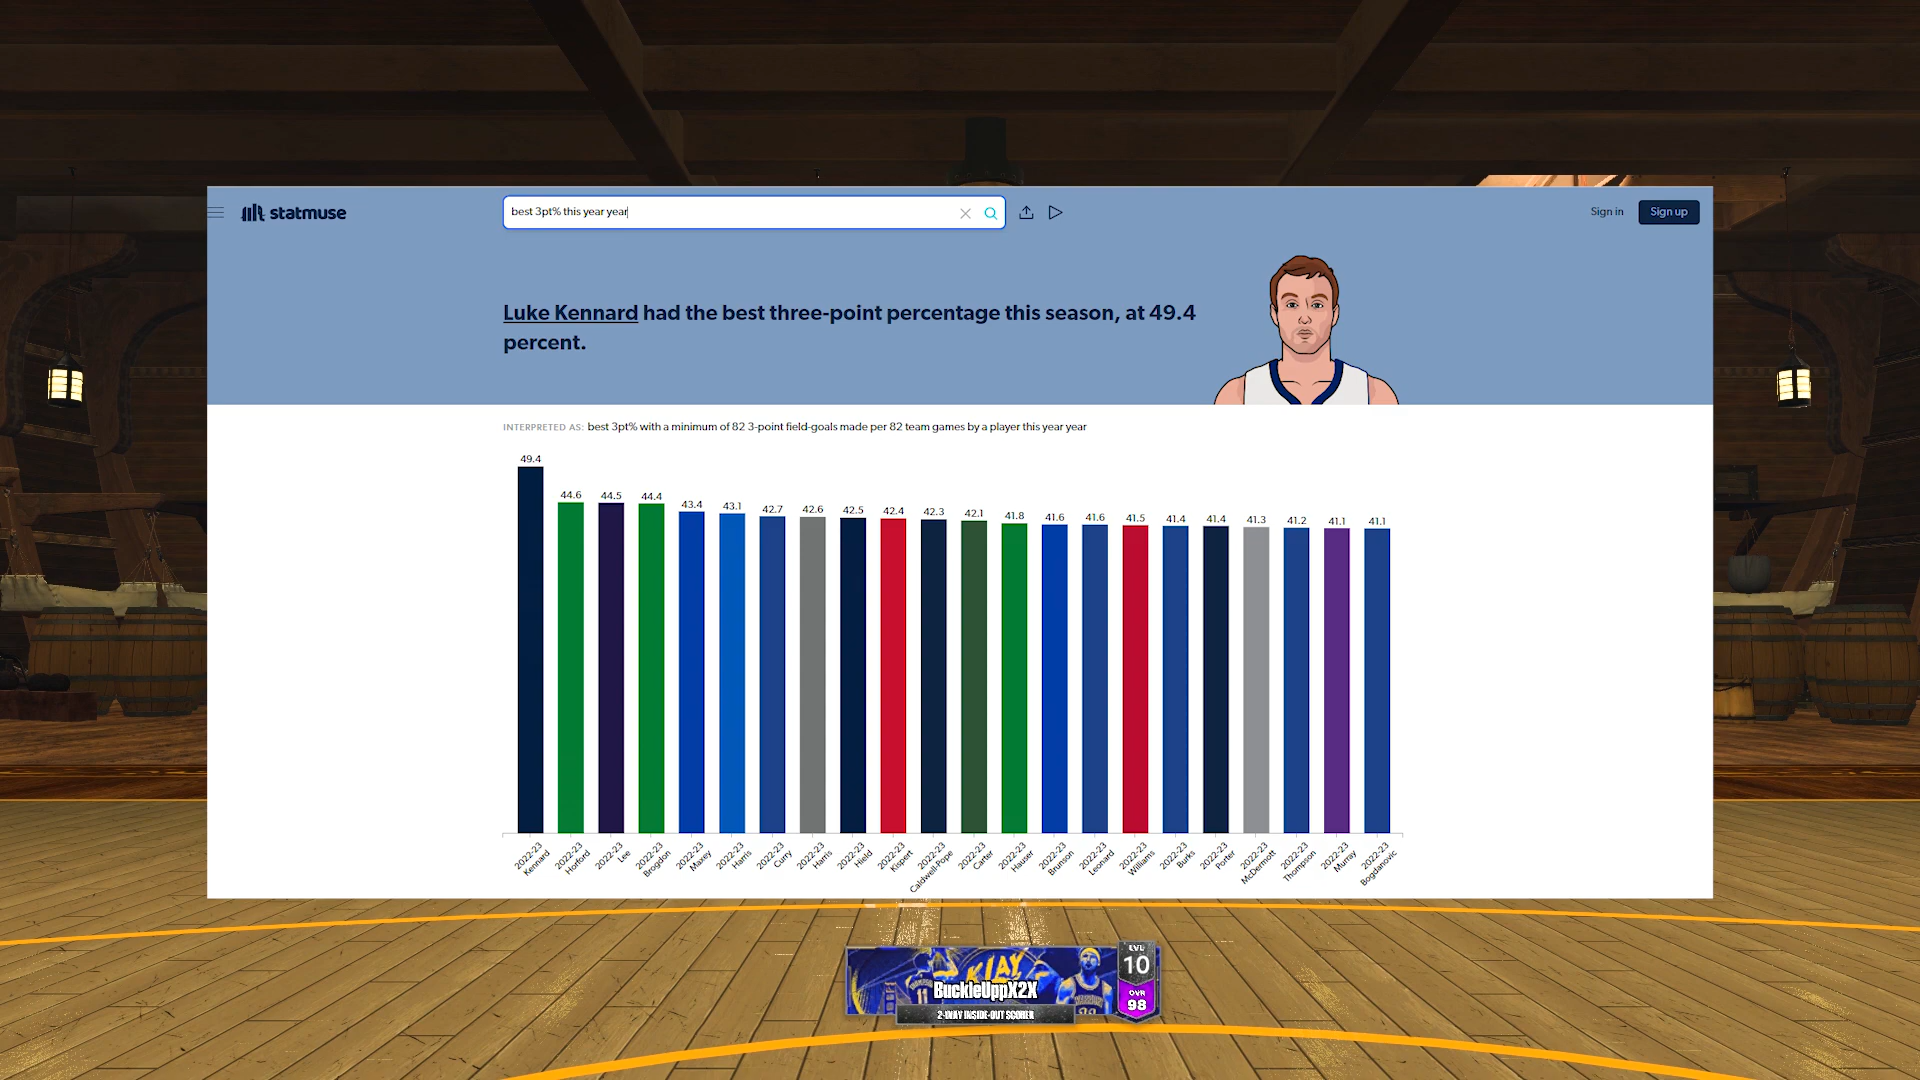 statmuse
best 3pt% this year year
Sign in
Sign up
Luke Kennard had the best three-point percentage this season, at 49.4
percent.
INTERPRETED AS: best 3pt% with a minimum of 82 3-point field-goals made per 82 team games by a player this year year
49.4
44.6
44.5
44.4
43.4
43.1
42.7
42.6
42.5
42.4
42.3
42.1
41.8
41.6
41.6
41.5
41.4
41.4
41.3
41.2
41.1
41.1
2022-23
Kennard
2022-23
Horford
2022-23
Lee
2022-23
Brogdon
2022-23
Maxey
2022-23
Harris
2022-23
Curry
2022-23
Harris
2022-23
Hield
2022-23
Kispert
2022-23
Caldwell-Pope
2022-23
Carter
2022-23
Hauser
2022-23
Brunson
2022-23
Leonard
2022-23
Williams
2022-23
Burks
2022-23
Porter
2022-23
McDermott
2022-23
Thompson
2022-23
Murray
2022-23
Bogdanovic
KLAY
11
BuckleUppX2X
2-WAY INSIDE-OUT SCORER
LVL
10
OVR
98